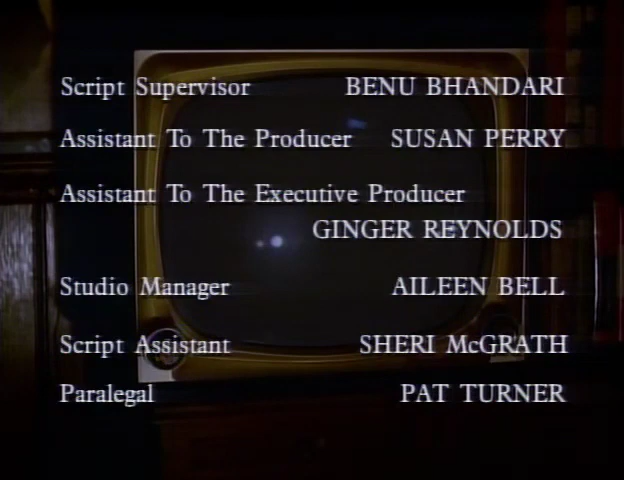 Script Supervisor BENU BHANDARI
Assistant To The Producer SUSAN PERRY
Assistant To The Executive Producer
GINGER REYNOLDS
Studio Manager AILEEN BELL
Script Assistant SHERI McGRATH
Paralegal PAT TURNER